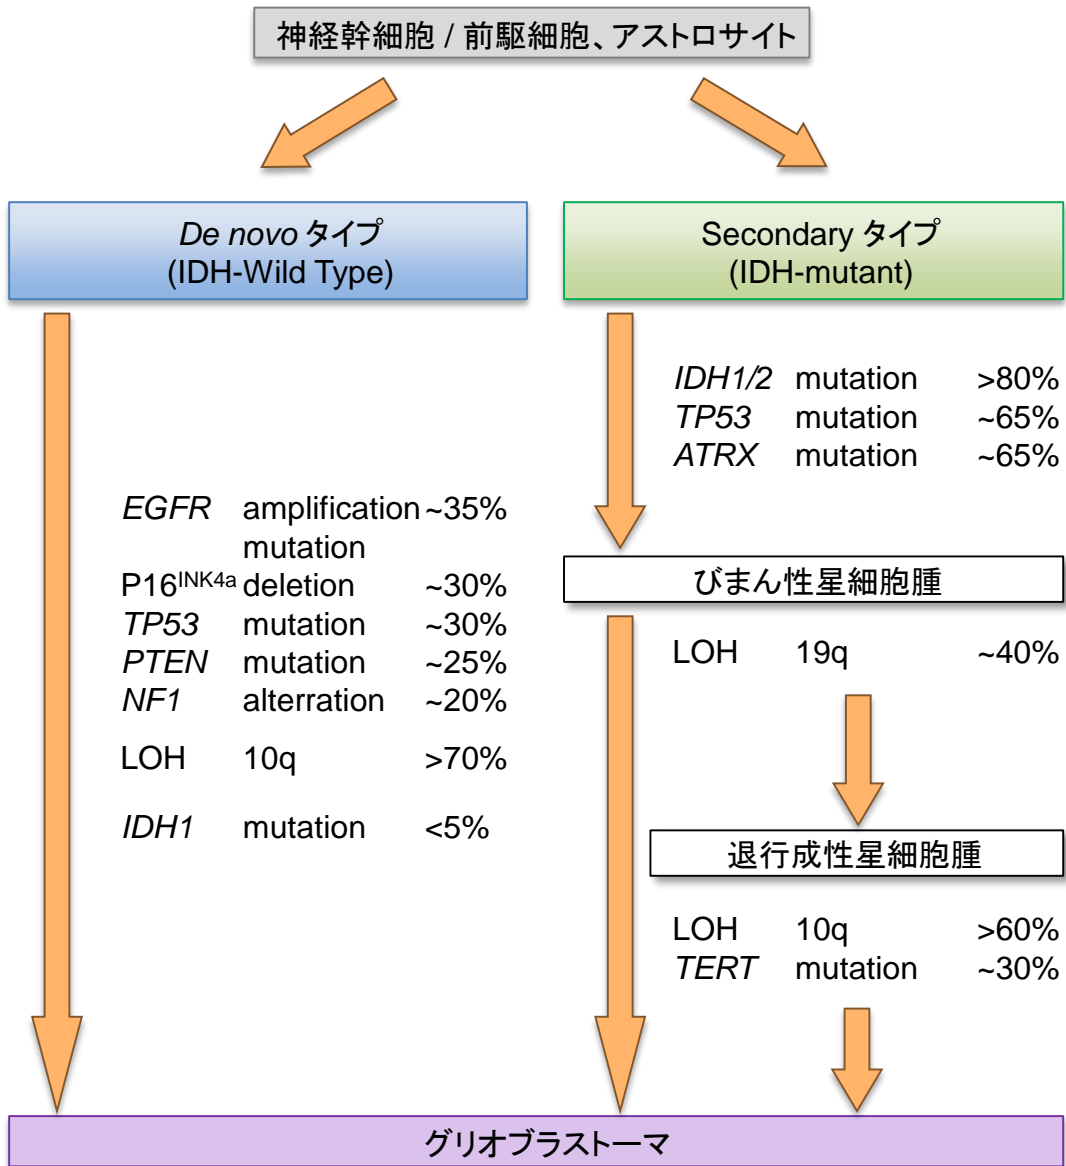 神経幹細胞 / 前駆細胞、アストロサイト
De novo タイプ
(IDH-Wild Type)
EGFR amplification ~35%
mutation
P16INK4a deletion ~30%
TP53 mutation ~30%
PTEN mutation ~25%
NF1 alterration ~20%
LOH 10q >70%
IDH1 mutation <5%
Secondary タイプ
(IDH-mutant)
IDH1/2 mutation >80%
TP53 mutation ~65%
ATRX mutation ~65%
びまん性星細胞腫
LOH 19q ~40%
退行成性星細胞腫
LOH 10q >60%
TERT mutation ~30%
グリオブラストーマ